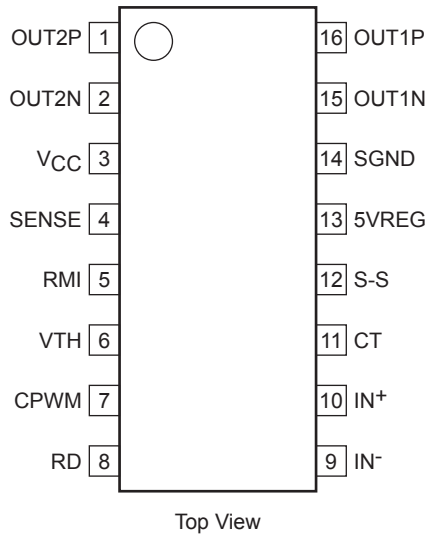 OUT2P 1 16 OUT1P
OUT2N 2 15 OUT1N
VCC 3 14 SGND
SENSE 4 13 5VREG
RMI 5 12 S-S
VTH 6 11 CT
CPWM 7 10 IN+
RD 8 9 IN-
Top View